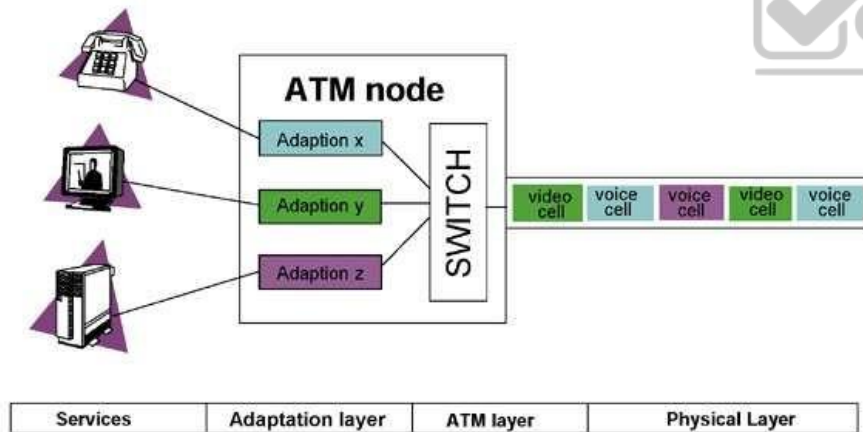 ATM node
Adaption x
Adaption y
Adaption z
SWITCH
video cell
voice cell
voice cell
video cell
voice cell
Services
Adaptation layer
ATM layer
Physical Layer